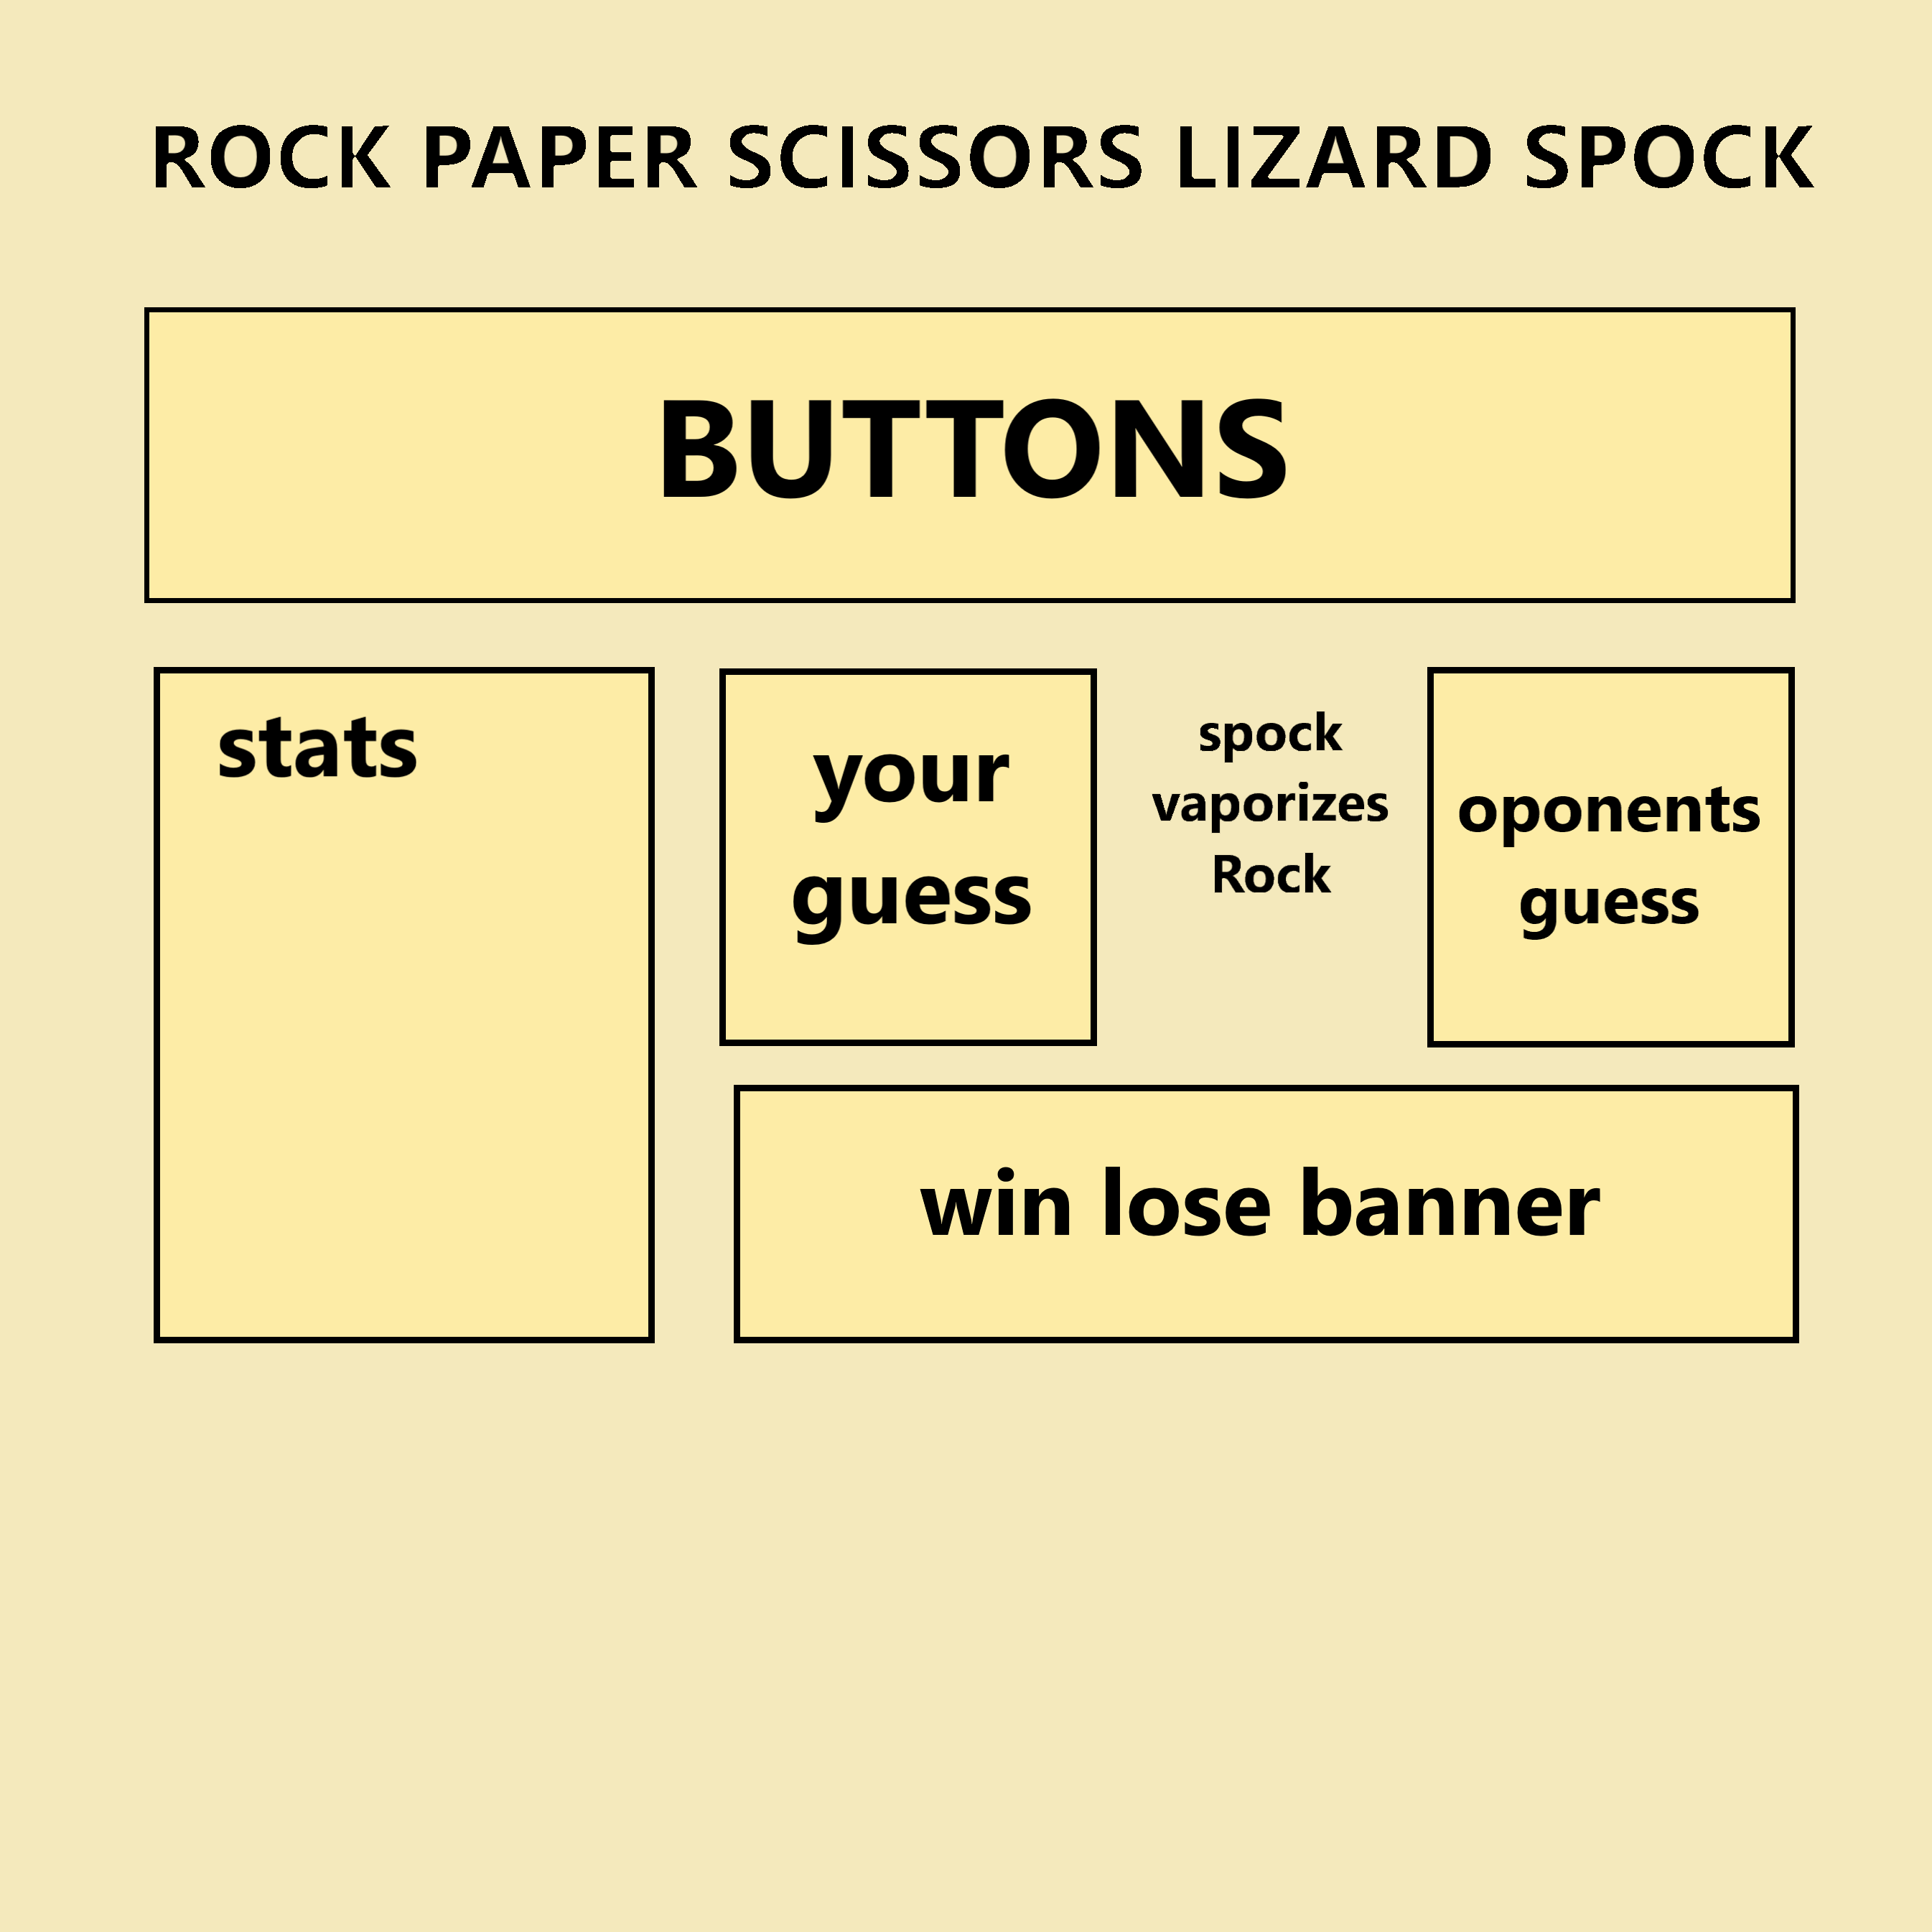 ROCK PAPER SCISSORS LIZARD SPOCK
BUTTONS
stats
your
guess
spock
vaporizes
Rock
oponents
guess
win lose banner